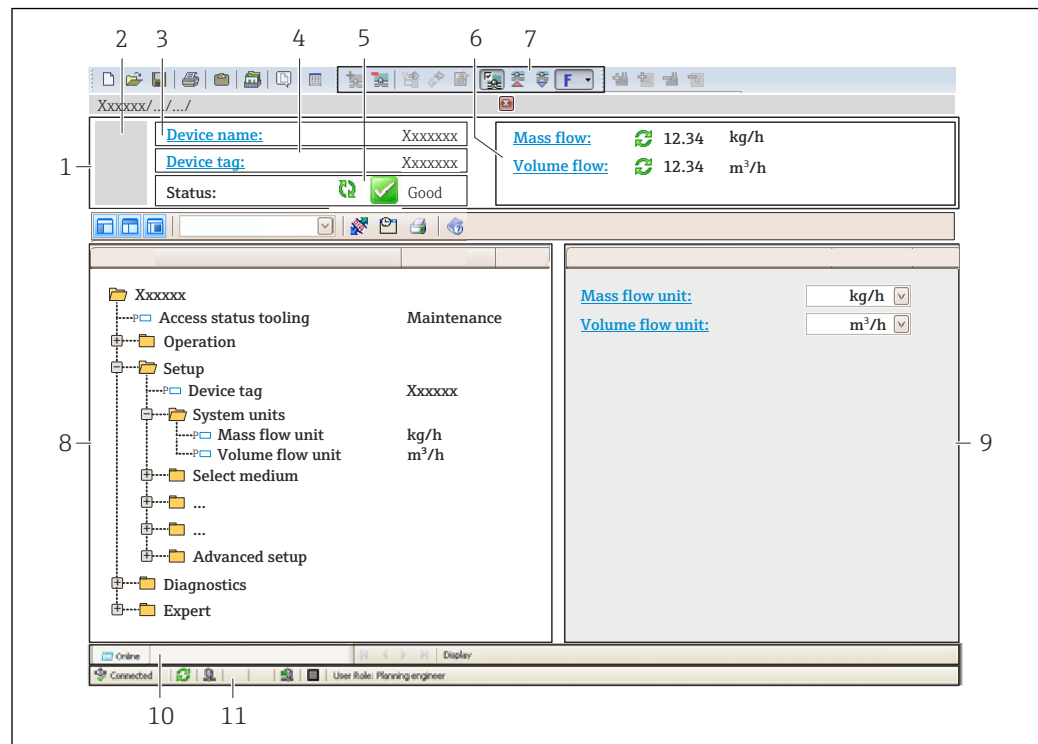 2 3 4 5 6 7
F
Xxxxxx/.../.../
1
Device name: Xxxxxxx
Device tag: Xxxxxxx
Status: Good
Mass flow: 12.34 kg/h
Volume flow: 12.34 m³/h
Xxxxxx
P Access status tooling Maintenance
Operation
Setup
P Device tag Xxxxxx
System units
P Mass flow unit kg/h
P Volume flow unit m³/h
Select medium
...
...
Advanced setup
Diagnostics
Expert
8
Mass flow unit: kg/h
Volume flow unit: m³/h
9
Online Display
Connected User Role: Planning engineer
10 11